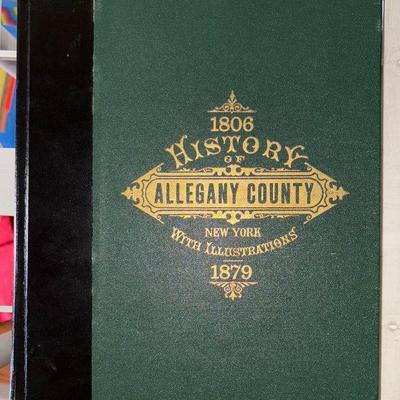 1806
HISTORY
OF
ALLEGANY COUNTY
NEW YORK
WITH ILLUSTRATIONS
1879